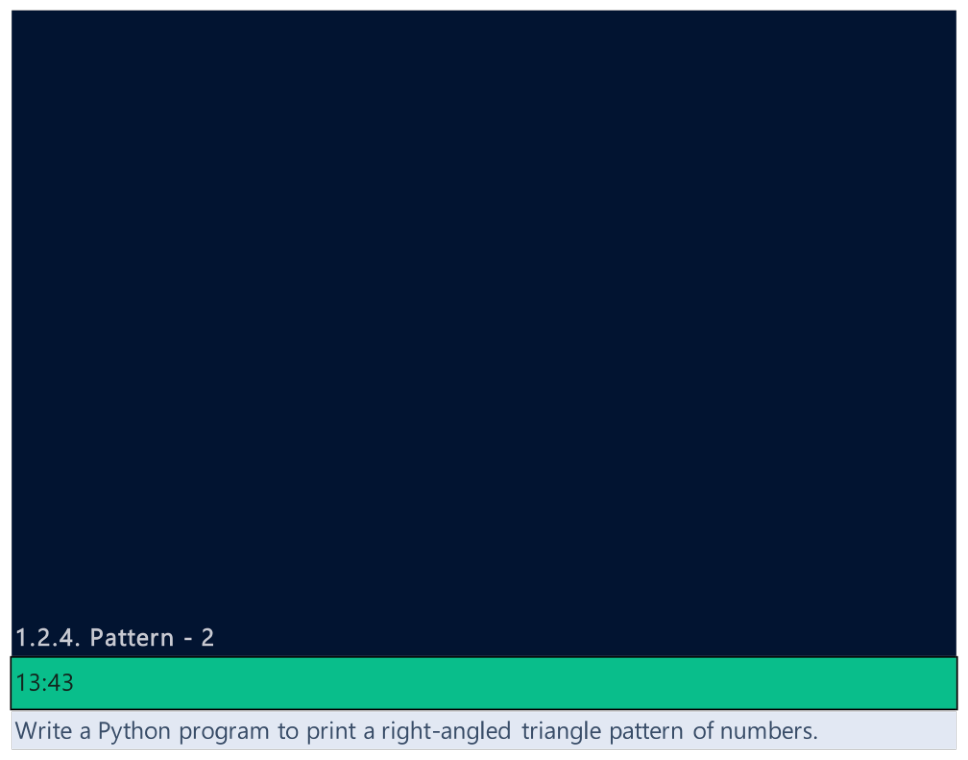 1.2.4. Pattern - 2
13:43
Write a Python program to print a right-angled triangle pattern of numbers.